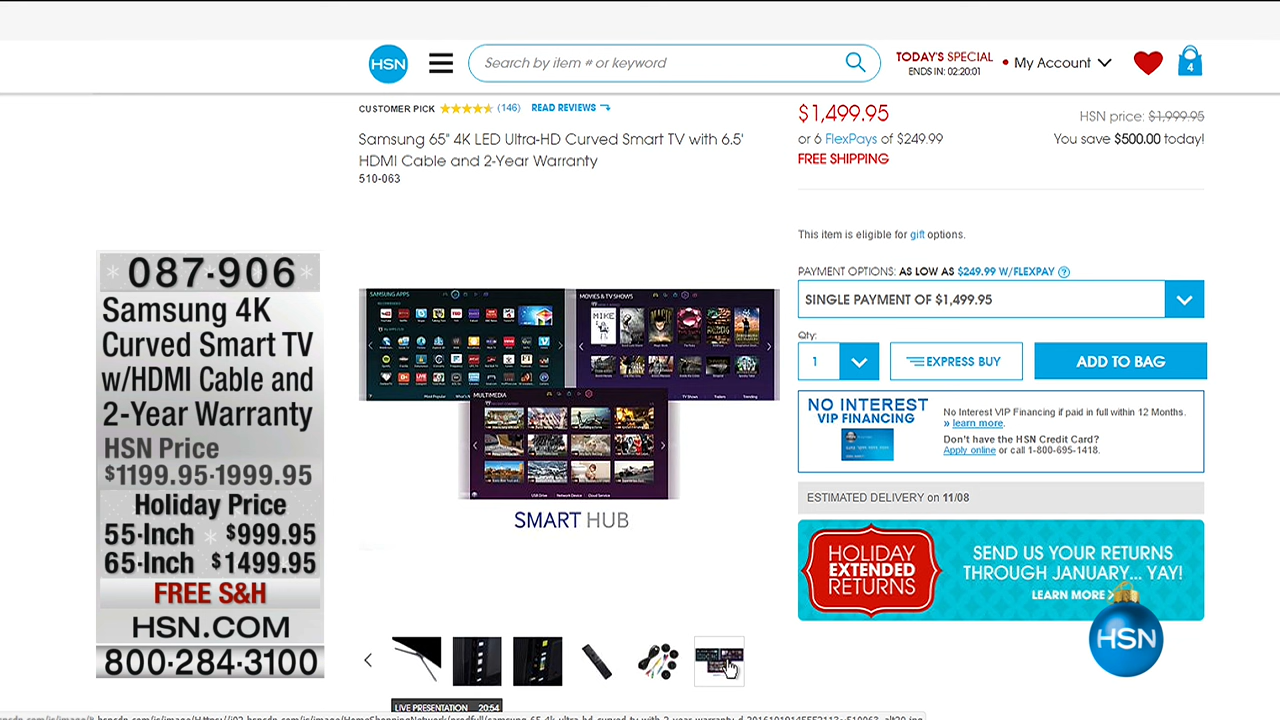 HSN
Search by item # or keyword
TODAY'S SPECIAL
ENDS IN: 02:20:01
My Account
4
CUSTOMER PICK
(146)
READ REVIEWS
Samsung 65" 4K LED Ultra-HD Curved Smart TV with 6.5'
HDMI Cable and 2-Year Warranty
510-063
$1,499.95
HSN price: $1,999.95
or 6 FlexPays of $249.99
You save $500.00 today!
FREE SHIPPING
This item is eligible for gift options.
PAYMENT OPTIONS: AS LOW AS $249.99 W/FLEXPAY ?
SINGLE PAYMENT OF $1,499.95
Qty:
1
EXPRESS BUY
ADD TO BAG
NO INTEREST
VIP FINANCING
No Interest VIP Financing if paid in full within 12 Months.
» learn more.
Don't have the HSN Credit Card?
Apply online or call 1-800-695-1418.
ESTIMATED DELIVERY on 11/08
HOLIDAY
EXTENDED
RETURNS
SEND US YOUR RETURNS
THROUGH JANUARY... YAY!
LEARN MORE >
HSN
087-906
Samsung 4K
Curved Smart TV
w/HDMI Cable and
2-Year Warranty
HSN Price
$1199.95-1999.95
Holiday Price
55-Inch $999.95
65-Inch $1499.95
FREE S&H
HSN.COM
800-284-3100
SAMSUNG APPS
MOVIES & TV SHOWS
MULTIMEDIA
SMART HUB
LIVE PRESENTATION 20:54